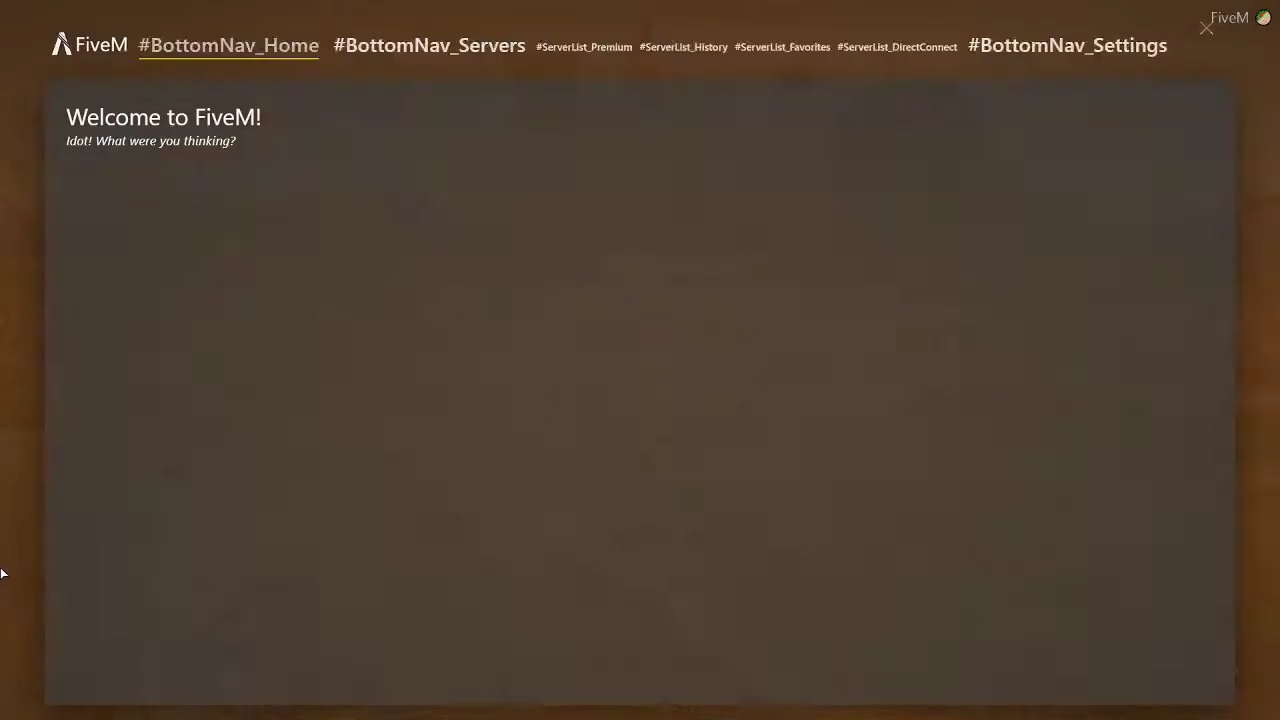 FiveM
FiveM #BottomNav_Home #BottomNav_Servers #ServerList_Premium #ServerList_History #ServerList_Favorites #ServerList_DirectConnect #BottomNav_Settings
Welcome to FiveM!
Idot! What were you thinking?